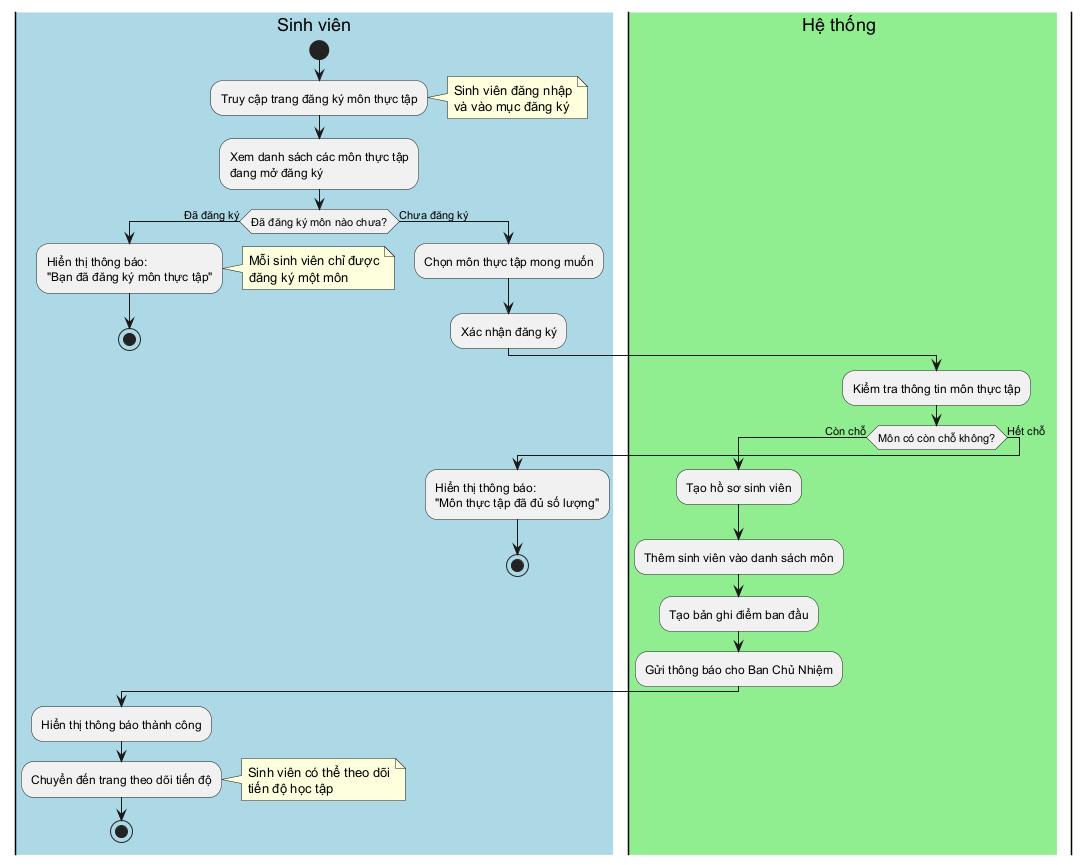 Sinh viên
Hệ thống
Truy cập trang đăng ký môn thực tập
Sinh viên đăng nhập
và vào mục đăng ký
Xem danh sách các môn thực tập
đang mở đăng ký
Đã đăng ký
Đã đăng ký môn nào chưa?
Chưa đăng ký
Hiển thị thông báo:
"Bạn đã đăng ký môn thực tập"
Mỗi sinh viên chỉ được
đăng ký một môn
Chọn môn thực tập mong muốn
Xác nhận đăng ký
Kiểm tra thông tin môn thực tập
Còn chỗ
Môn có còn chỗ không?
Hết chỗ
Hiển thị thông báo:
"Môn thực tập đã đủ số lượng"
Tạo hồ sơ sinh viên
Thêm sinh viên vào danh sách môn
Tạo bản ghi điểm ban đầu
Gửi thông báo cho Ban Chủ Nhiệm
Hiển thị thông báo thành công
Chuyển đến trang theo dõi tiến độ
Sinh viên có thể theo dõi
tiến độ học tập